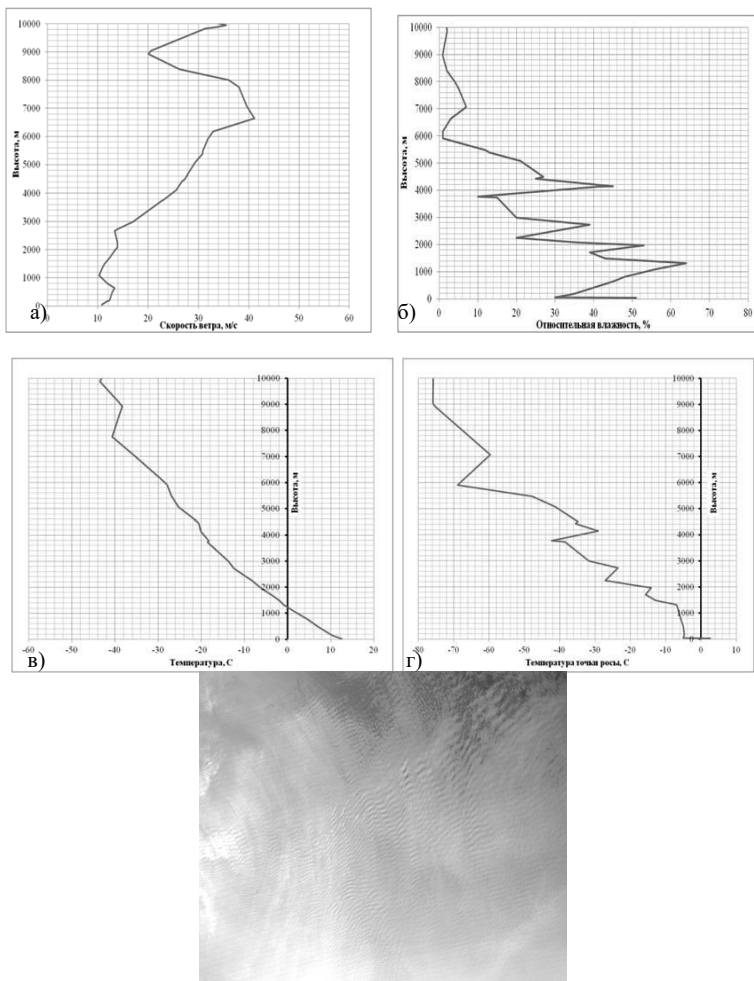 10000
9000
8000
7000
6000
5000
4000
3000
2000
1000
0
Высота, м
0 10 20 30 40 50 60
а)
Скорость ветра, м/с
10000
9000
8000
7000
6000
5000
4000
3000
2000
1000
0
Высота, м
0 10 20 30 40 50 60 70 80
б)
Относительная влажность, %
10000
9000
8000
7000
6000
5000
4000
3000
2000
1000
0
Высота, м
-60 -50 -40 -30 -20 -10 0 10 20
в)
Температура, С
10000
9000
8000
7000
6000
5000
4000
3000
2000
1000
0
Высота, м
-80 -70 -60 -50 -40 -30 -20 -10 0 10
г)
Температура точки росы, С